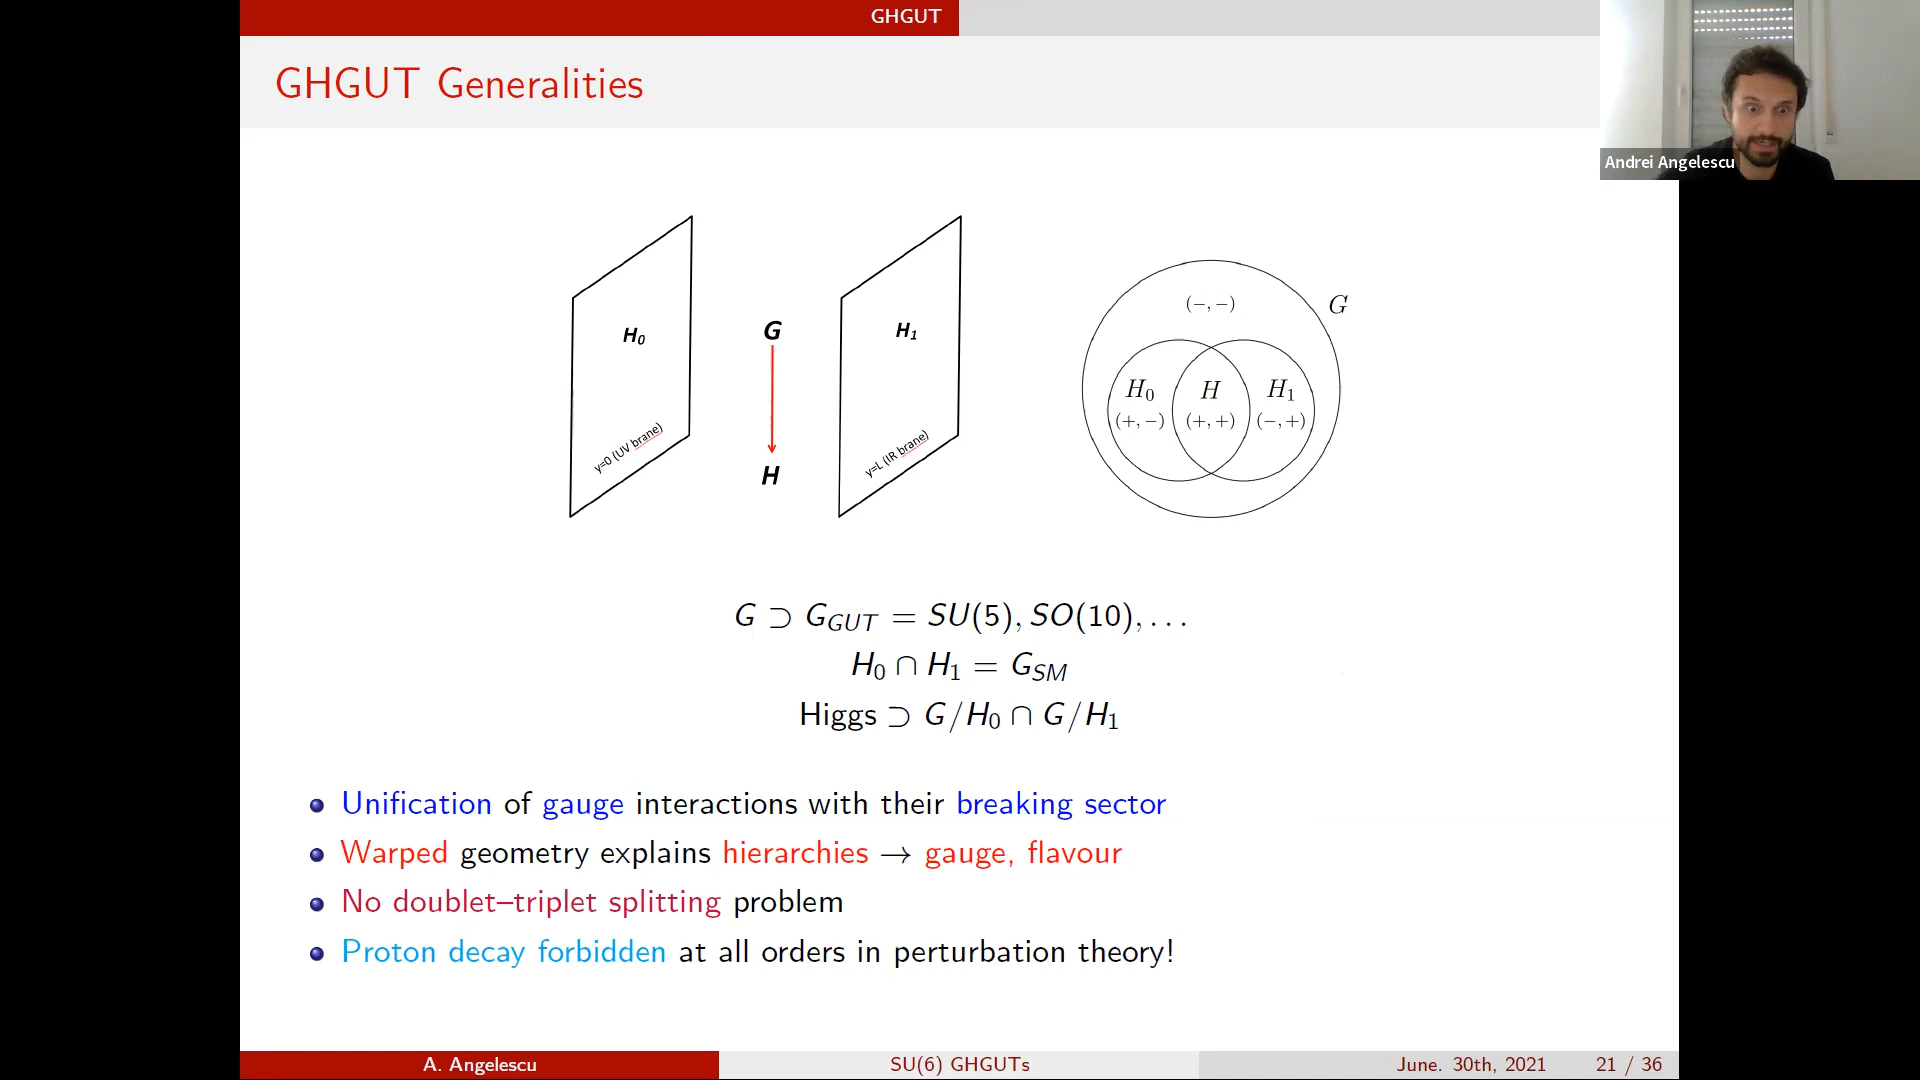 GHGUT
GHGUT Generalities
Andrei Angelescu
H₀
y=0 (UV brane)
G
H
H₁
y=L (IR brane)
(−, −)
G
H₀ H H₁
(+, −) (+, +) (−, +)
G ⊃ G_GUT = SU(5), SO(10), . . .
H₀ ∩ H₁ = G_SM
Higgs ⊃ G/H₀ ∩ G/H₁
Unification of gauge interactions with their breaking sector
Warped geometry explains hierarchies → gauge, flavour
No doublet–triplet splitting problem
Proton decay forbidden at all orders in perturbation theory!
A. Angelescu SU(6) GHGUTs June. 30th, 2021 21 / 36